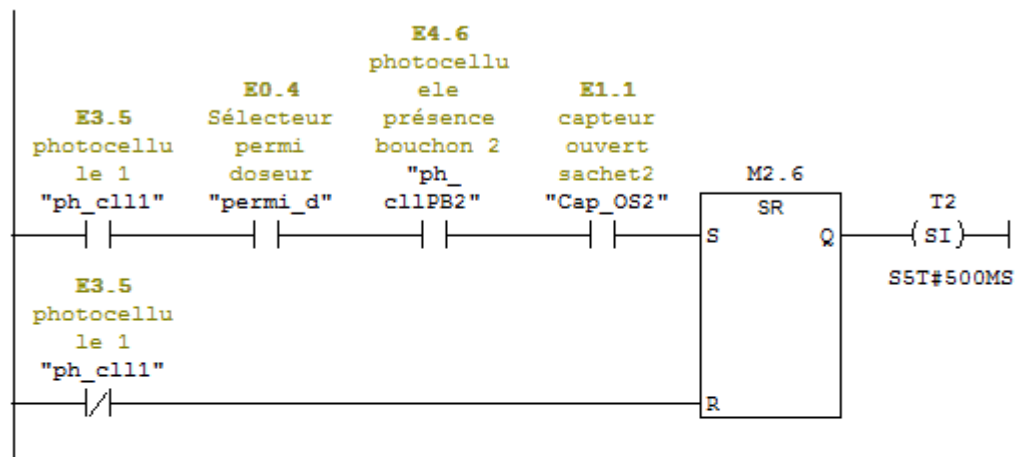 E3.5
photocellu
le 1
"ph_cll1"
E0.4
Sélecteur
permi
doseur
"permi_d"
E4.6
photocellu
ele
présence
bouchon 2
"ph_
cllPB2"
E1.1
capteur
ouvert
sachet2
"Cap_OS2"
M2.6
SR
S
Q
T2
SI
S5T#500MS
E3.5
photocellu
le 1
"ph_cll1"
R